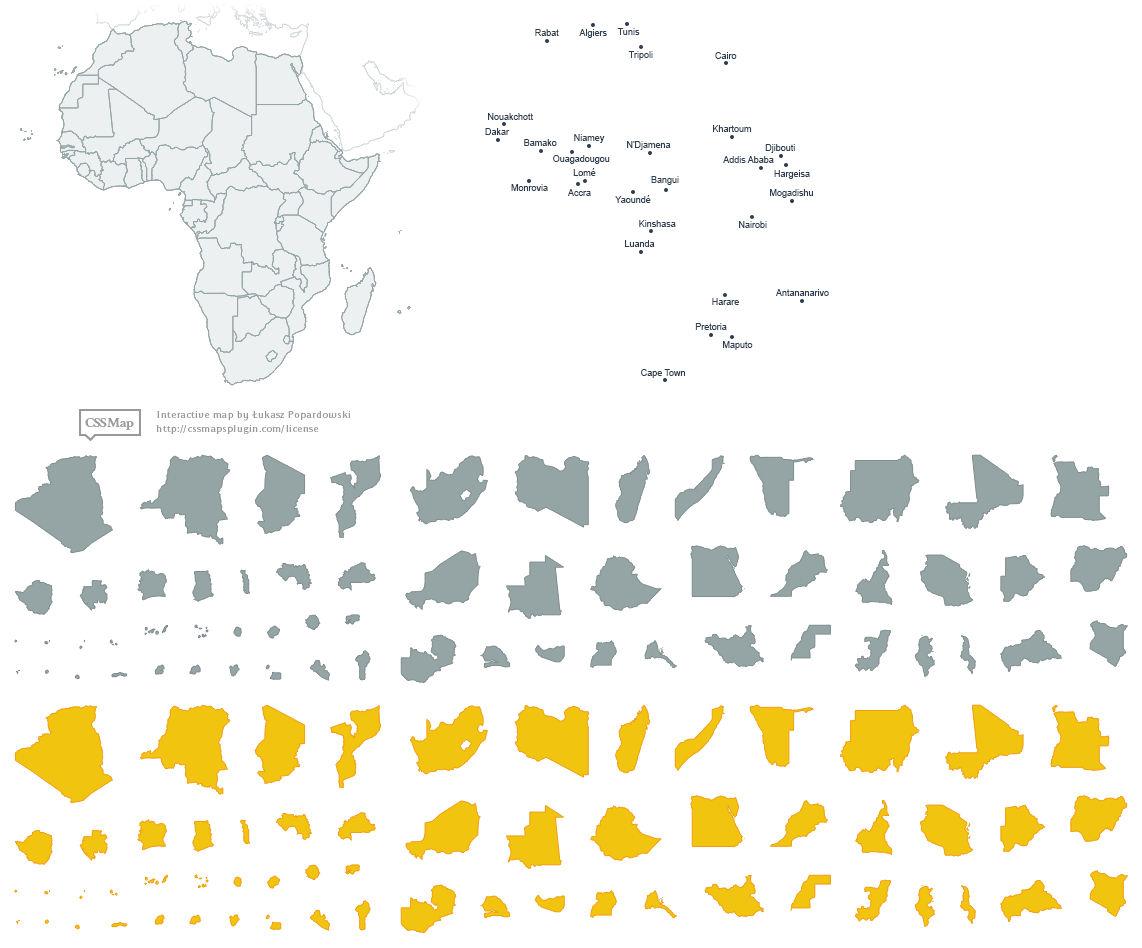 Rabat
Algiers
Tunis
Tripoli
Cairo
Nouakchott
Dakar
Bamako
Niamey
Ouagadougou
N'Djamena
Khartoum
Djibouti
Addis Ababa
Hargeisa
Lomé
Monrovia
Accra
Bangui
Yaoundé
Mogadishu
Kinshasa
Nairobi
Luanda
Harare
Antananarivo
Pretoria
Maputo
Cape Town
CSSMap
Interactive map by Łukasz Popardowski
http://cssmapsplugin.com/license